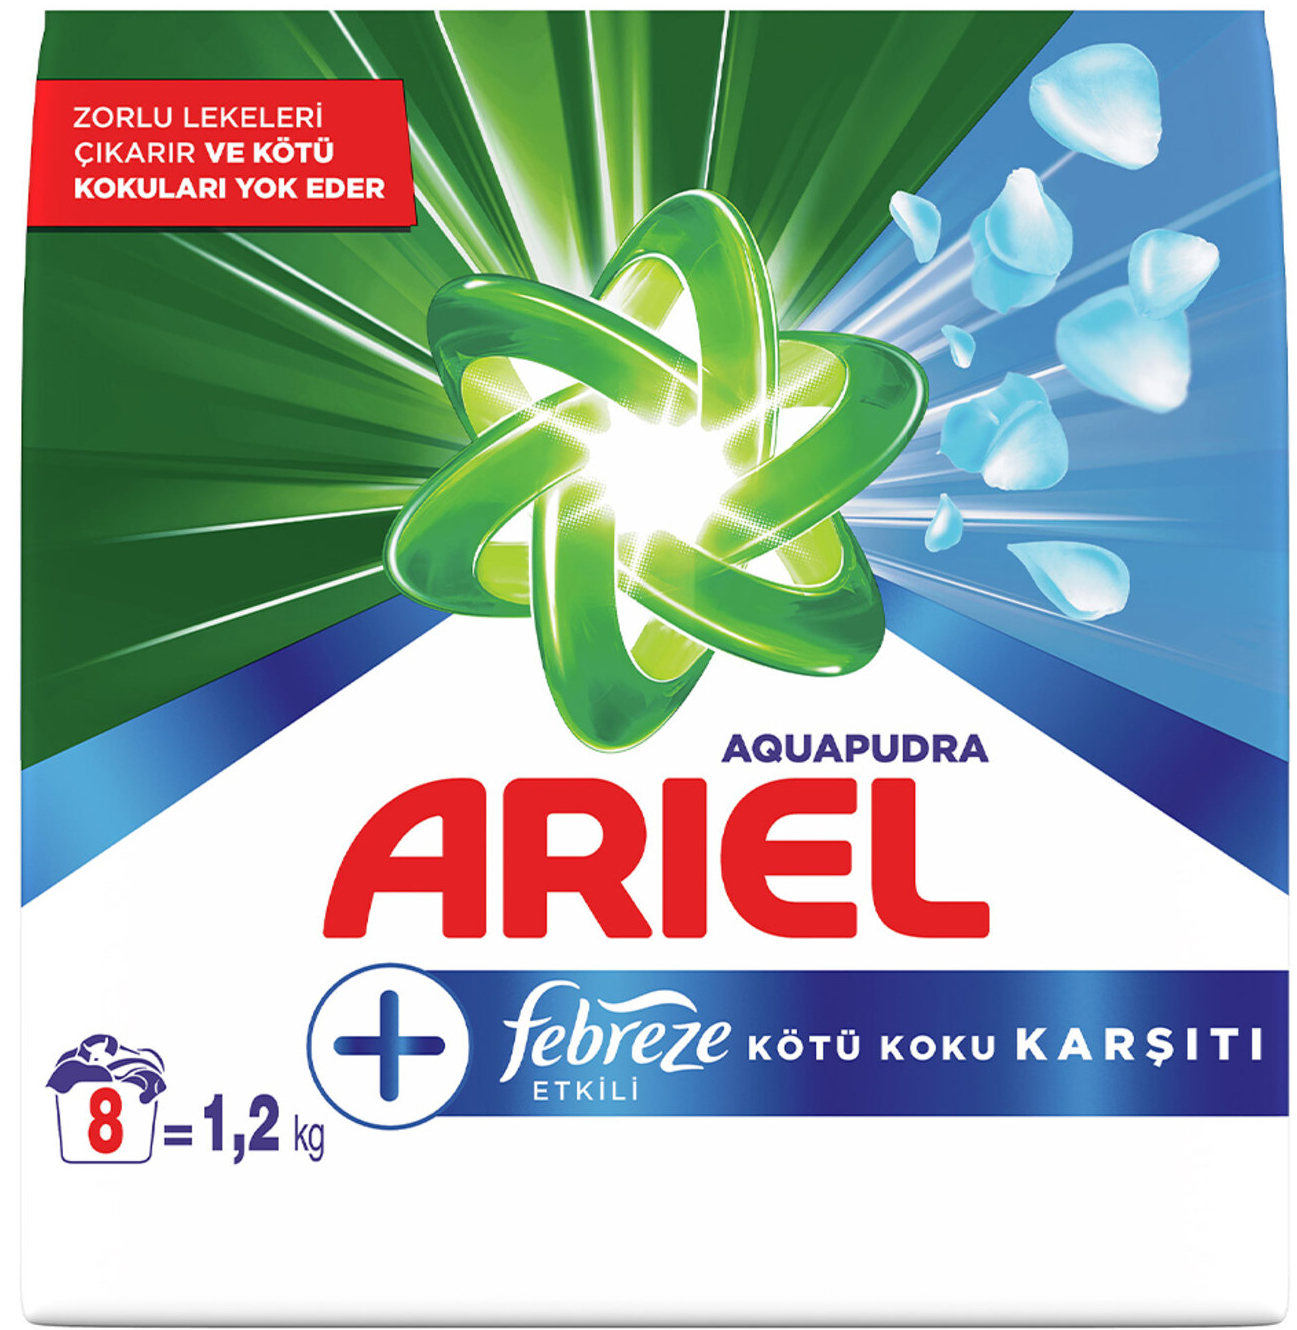 ZORLU LEKELERİ
ÇIKARIR VE KÖTÜ
KOKULARI YOK EDER
AQUAPUDRA
ARIEL
+ febreze KÖTÜ KOKU KARŞITI
ETKİLİ
8 = 1,2 kg